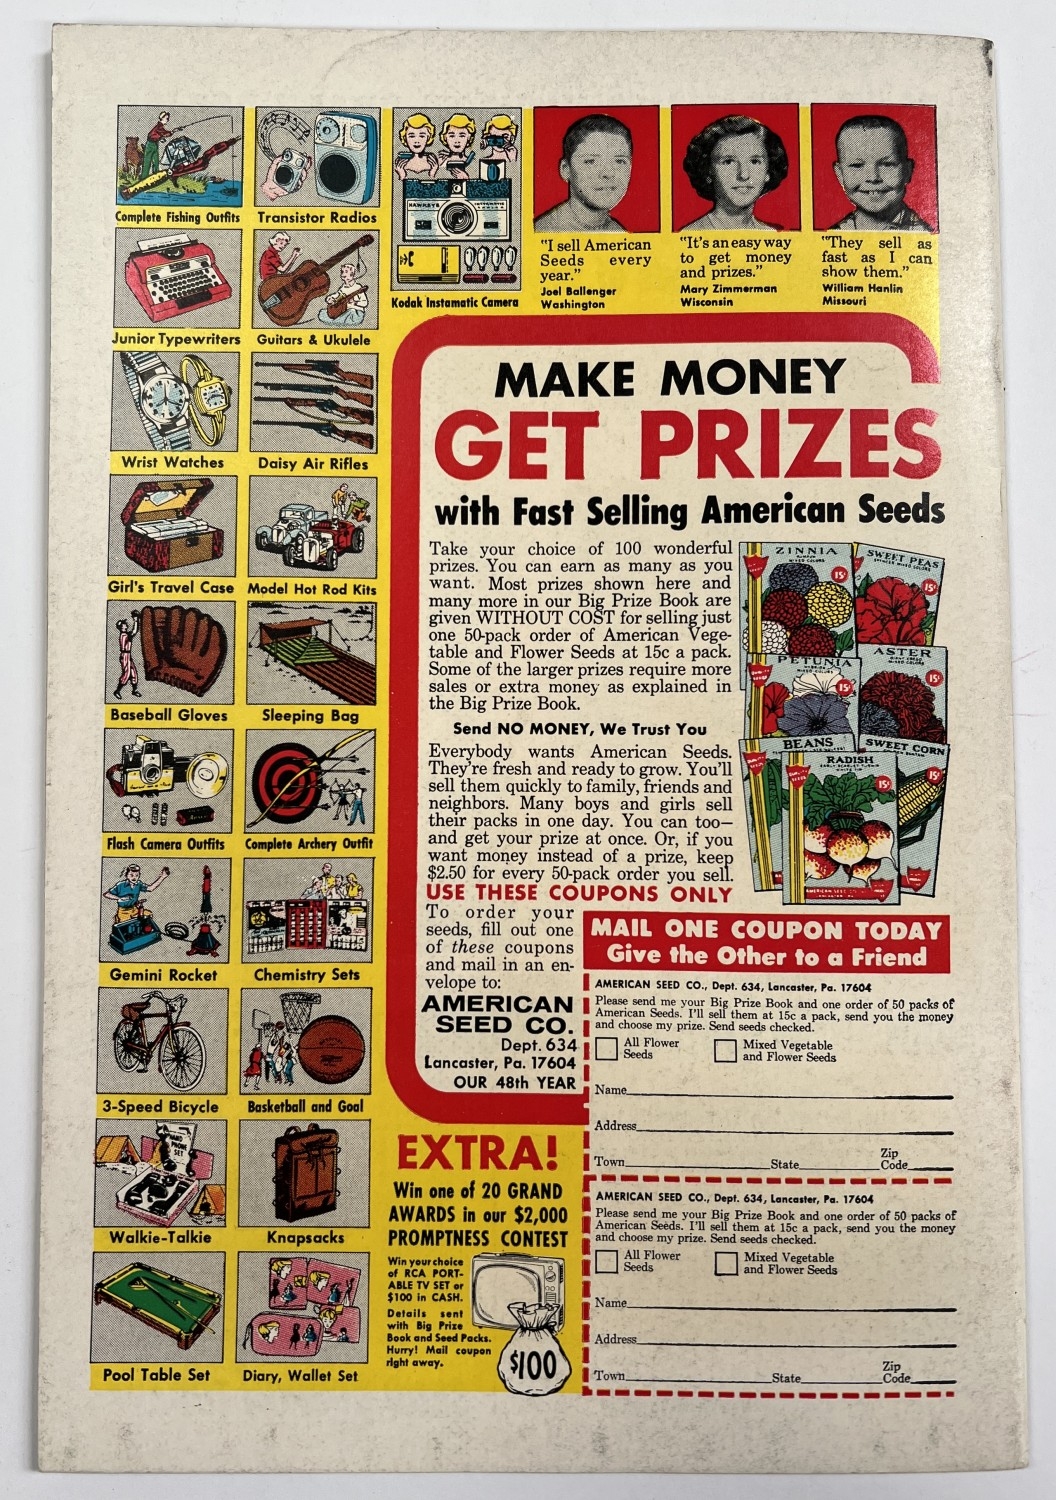 Complete Fishing Outfits
Transistor Radios
HAWKEYE
INSTAMATIC
Kodak Instamatic Camera
"I sell American
Seeds every
year."
Joel Ballenger
Washington
"It's an easy way
to get money
and prizes."
Mary Zimmerman
Wisconsin
"They sell as
fast as I can
show them."
William Hanlin
Missouri
Junior Typewriters
Guitars & Ukulele
Wrist Watches
Daisy Air Rifles
Girl's Travel Case
Model Hot Rod Kits
Baseball Gloves
Sleeping Bag
Flash Camera Outfits
Complete Archery Outfit
Gemini Rocket
Chemistry Sets
3-Speed Bicycle
Basketball and Goal
HAND
PHONE
SET
Walkie-Talkie
Knapsacks
Pool Table Set
Diary, Wallet Set
MAKE MONEY
GET PRIZES
with Fast Selling American Seeds
Take your choice of 100 wonderful
prizes. You can earn as many as you
want. Most prizes shown here and
many more in our Big Prize Book are
given WITHOUT COST for selling just
one 50-pack order of American Vege-
table and Flower Seeds at 15c a pack.
Some of the larger prizes require more
sales or extra money as explained in
the Big Prize Book.
Send NO MONEY, We Trust You
Everybody wants American Seeds.
They're fresh and ready to grow. You'll
sell them quickly to family, friends and
neighbors. Many boys and girls sell
their packs in one day. You can too—
and get your prize at once. Or, if you
want money instead of a prize, keep
$2.50 for every 50-pack order you sell.
USE THESE COUPONS ONLY
To order your
seeds, fill out one
of these coupons
and mail in an en-
velope to:
AMERICAN
SEED CO.
Dept. 634
Lancaster, Pa. 17604
OUR 48th YEAR
ZINNIA
MIXED COLORS
15¢
SWEET PEAS
MIXED COLORS
15¢
PETUNIA
MIXED COLORS
15¢
ASTER
MIXED COLORS
15¢
BEANS
SWEET CORN
15¢
RADISH
15¢
AMERICAN SEED CO.
MAIL ONE COUPON TODAY
Give the Other to a Friend
AMERICAN SEED CO., Dept. 634, Lancaster, Pa. 17604
Please send me your Big Prize Book and one order of 50 packs of
American Seeds. I'll sell them at 15c a pack, send you the money
and choose my prize. Send seeds checked.
All Flower
Seeds
Mixed Vegetable
and Flower Seeds
Name
Address
Town State Zip
Code
AMERICAN SEED CO., Dept. 634, Lancaster, Pa. 17604
Please send me your Big Prize Book and one order of 50 packs of
American Seeds. I'll sell them at 15c a pack, send you the money
and choose my prize. Send seeds checked.
All Flower
Seeds
Mixed Vegetable
and Flower Seeds
Name
Address
Town State Zip
Code
EXTRA!
Win one of 20 GRAND
AWARDS in our $2,000
PROMPTNESS CONTEST
Win your choice
of RCA PORT-
ABLE TV SET or
$100 in CASH.
Details sent
with Big Prize
Book and Seed Packs.
Hurry! Mail coupon
right away.
$100